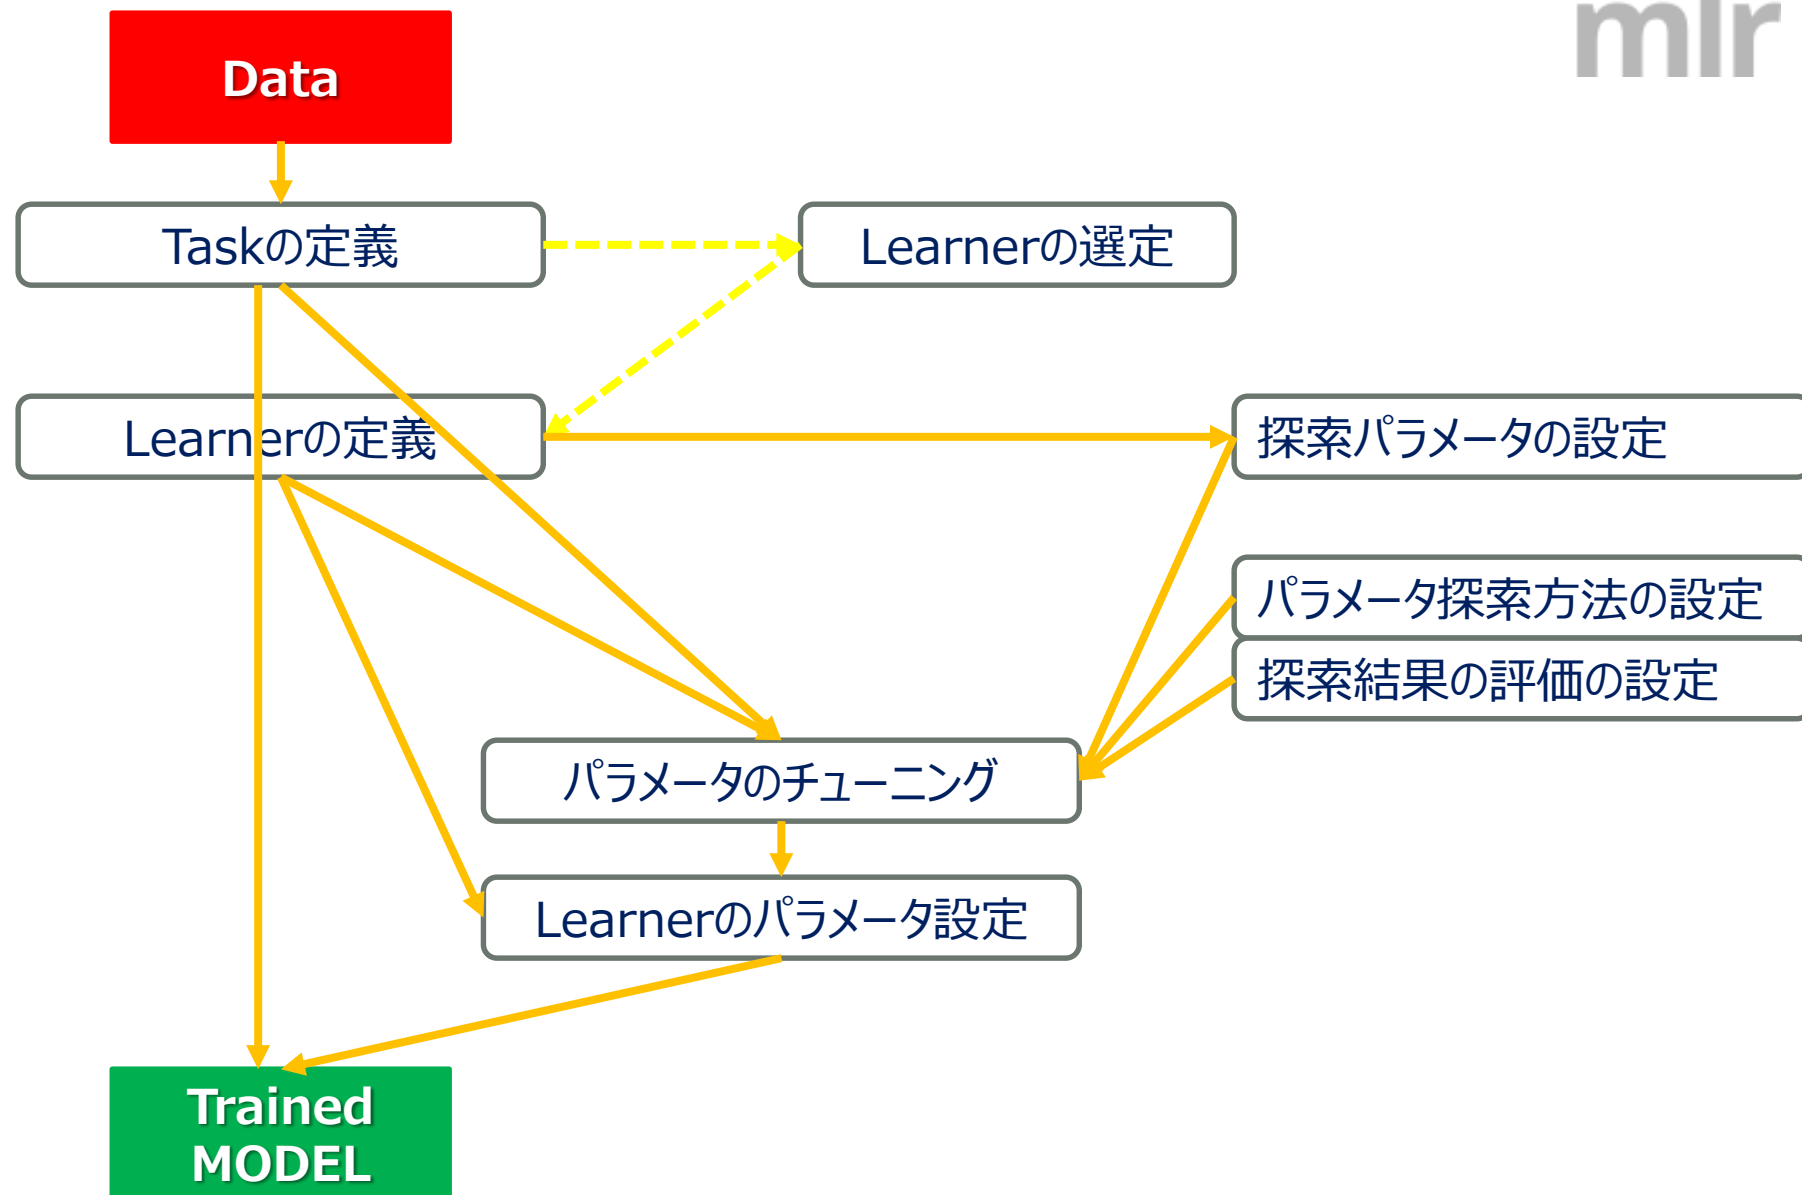 mlr
Data
Taskの定義
Learnerの選定
Learnerの定義
探索パラメータの設定
パラメータ探索方法の設定
探索結果の評価の設定
パラメータのチューニング
Learnerのパラメータ設定
Trained
MODEL